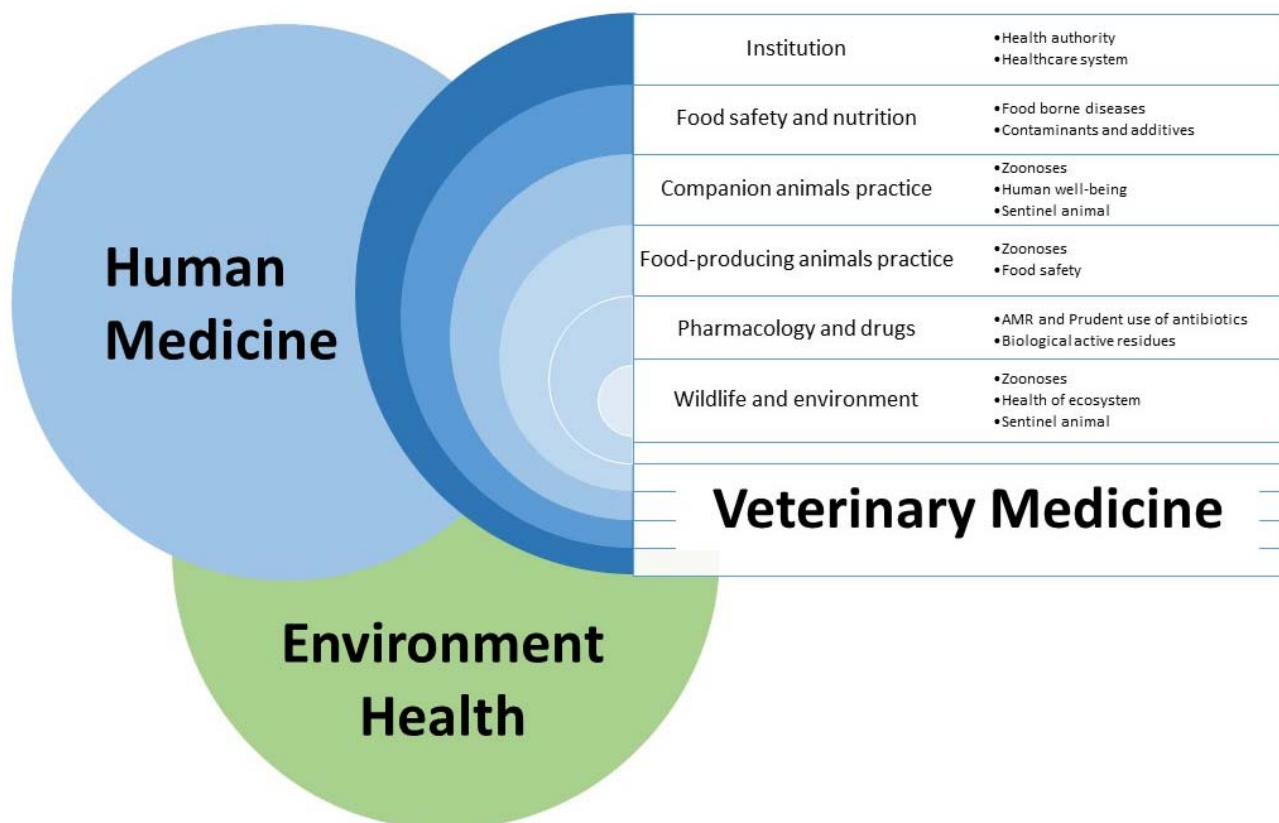 Human
Medicine
Environment
Health
Institution
•Health authority
•Healthcare system
Food safety and nutrition
•Food borne diseases
•Contaminants and additives
Companion animals practice
•Zoonoses
•Human well-being
•Sentinel animal
Food-producing animals practice
•Zoonoses
•Food safety
Pharmacology and drugs
•AMR and Prudent use of antibiotics
•Biological active residues
Wildlife and environment
•Zoonoses
•Health of ecosystem
•Sentinel animal
Veterinary Medicine